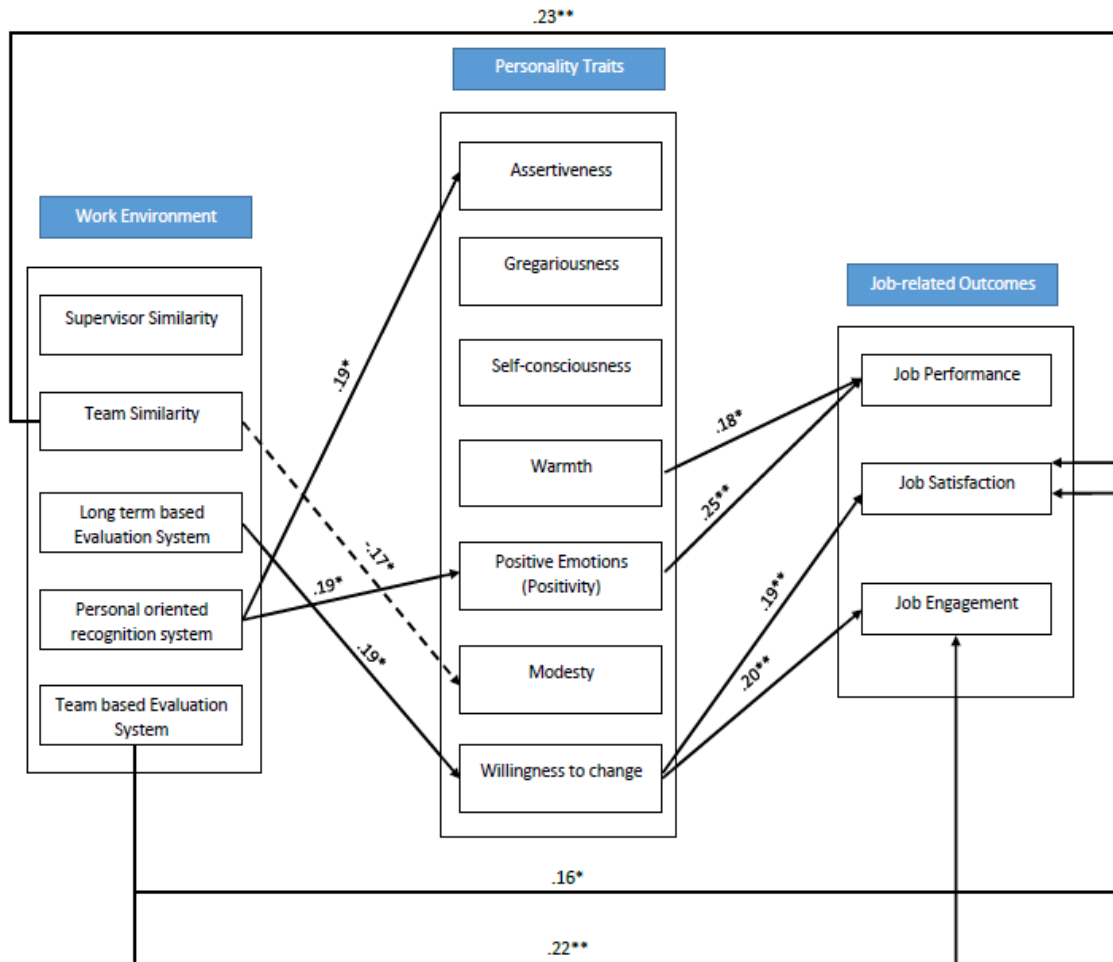 .23**
Personality Traits
Work Environment
Job-related Outcomes
Supervisor Similarity
Team Similarity
Long term based
Evaluation System
Personal oriented
recognition system
Team based Evaluation
System
Assertiveness
Gregariousness
Self-consciousness
Warmth
Positive Emotions
(Positivity)
Modesty
Willingness to change
Job Performance
Job Satisfaction
Job Engagement
.19*
-.17*
.19*
.19*
.18*
.25**
.19**
.20**
.16*
.22**